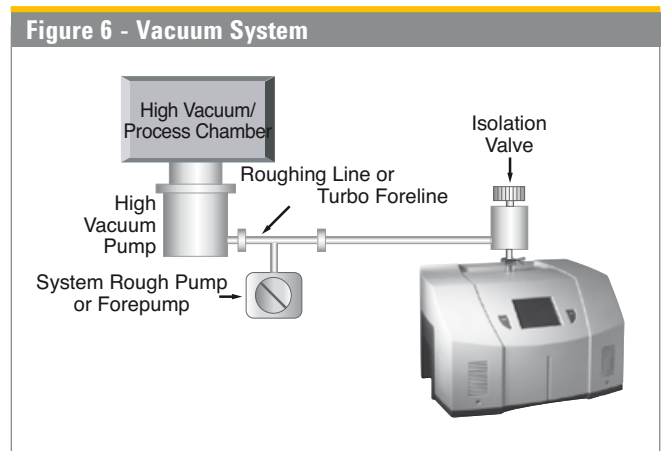 Figure 6 - Vacuum System
High Vacuum/
Process Chamber
Isolation
Valve
Roughing Line or
Turbo Foreline
High
Vacuum
Pump
System Rough Pump
or Forepump